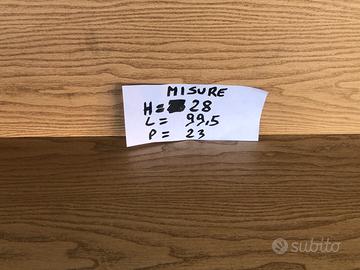 MISURE
H= 28
L= 99,5
P= 23
subito